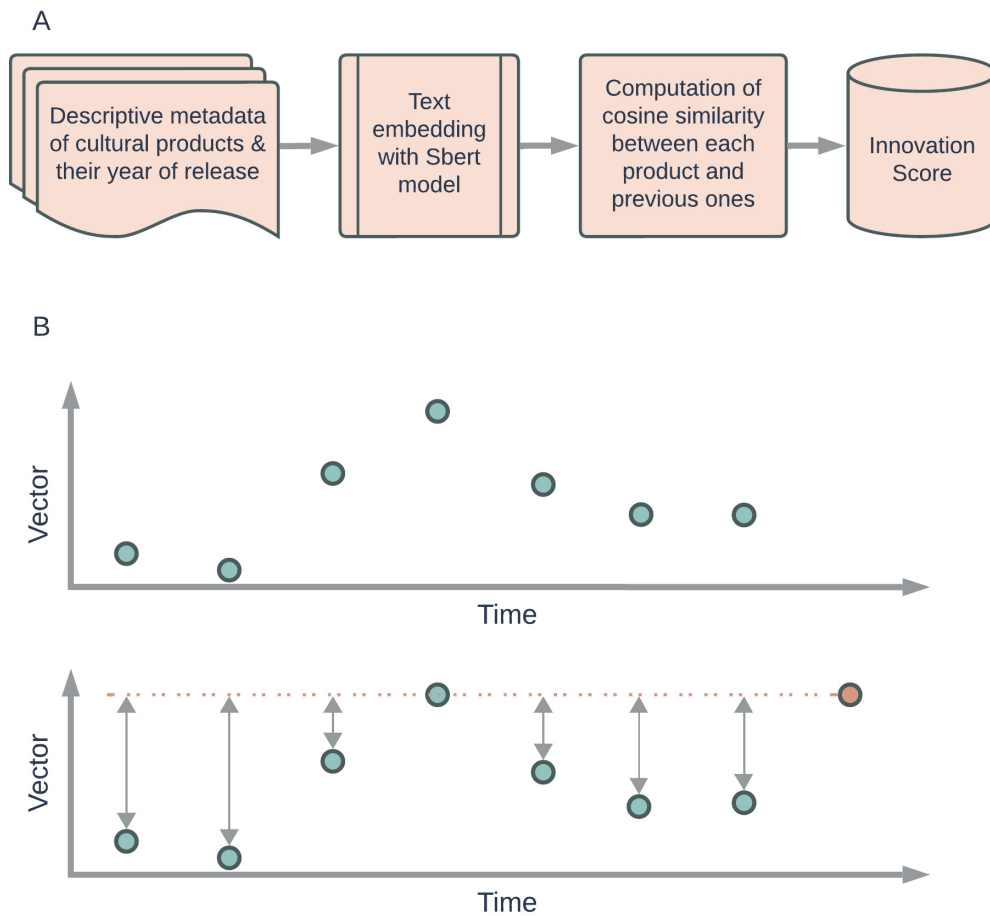 A
Descriptive metadata
of cultural products &
their year of release
Text
embedding
with Sbert
model
Computation of
cosine similarity
between each
product and
previous ones
Innovation
Score
B
Vector
Time
Vector
Time